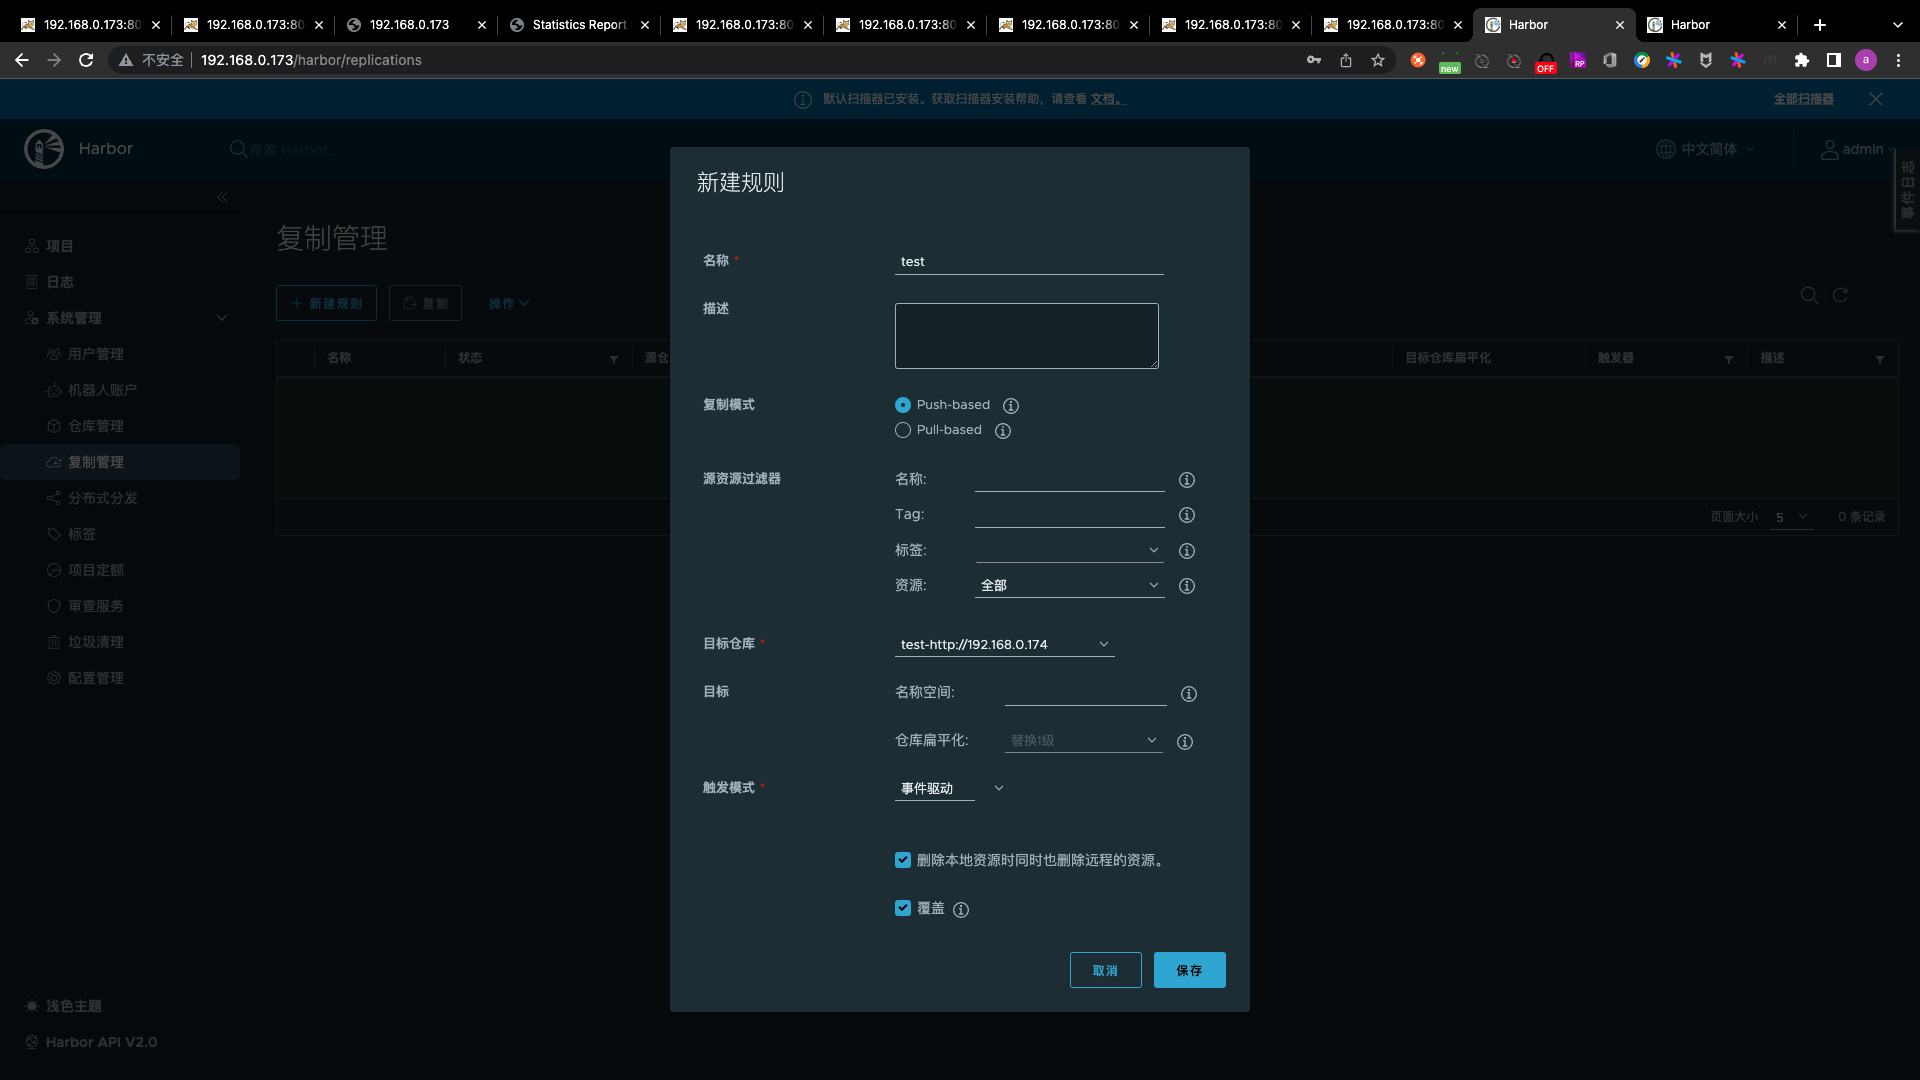 192.168.0.173:80
192.168.0.173:80
192.168.0.173
Statistics Report
192.168.0.173:80
192.168.0.173:80
192.168.0.173:80
192.168.0.173:80
192.168.0.173:80
Harbor
Harbor
不安全
192.168.0.173/harbor/replications
new
OFF
RP
a
默认扫描器已安装。获取扫描器安装帮助，请查看 文档。
全部扫描器
Harbor
搜索 Harbor...
中文简体
admin
事件日志
项目
日志
系统管理
用户管理
机器人账户
仓库管理
复制管理
分布式分发
标签
项目定额
审查服务
垃圾清理
配置管理
浅色主题
Harbor API V2.0
复制管理
新建规则
复制
操作
名称
状态
源仓
目标仓库扁平化
触发器
描述
页面大小
5
0 条记录
新建规则
名称 *
test
描述
复制模式
Push-based
Pull-based
源资源过滤器
名称:
Tag:
标签:
资源:
全部
目标仓库 *
test-http://192.168.0.174
目标
名称空间:
仓库扁平化:
替换1级
触发模式 *
事件驱动
删除本地资源时同时也删除远程的资源。
覆盖
取消
保存